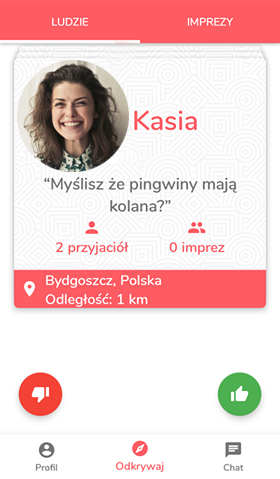 LUDZIE IMPREZY
Kasia
“Myślisz że pingwiny mają
kolana?”
2 przyjaciół 0 imprez
Bydgoszcz, Polska
Odległość: 1 km
Profil Odkrywaj Chat